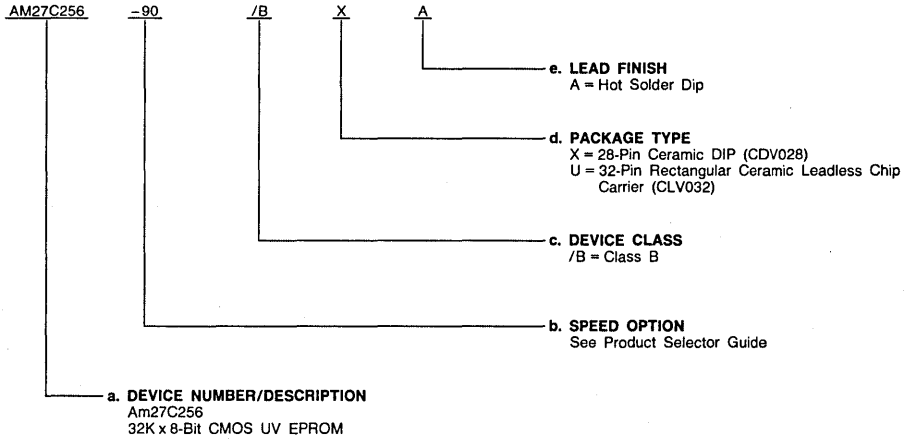 AM27C256 -90 /B X A
e. LEAD FINISH
A = Hot Solder Dip
d. PACKAGE TYPE
X = 28-Pin Ceramic DIP (CDV028)
U = 32-Pin Rectangular Ceramic Leadless Chip
Carrier (CLV032)
c. DEVICE CLASS
/B = Class B
b. SPEED OPTION
See Product Selector Guide
a. DEVICE NUMBER/DESCRIPTION
Am27C256
32K x 8-Bit CMOS UV EPROM